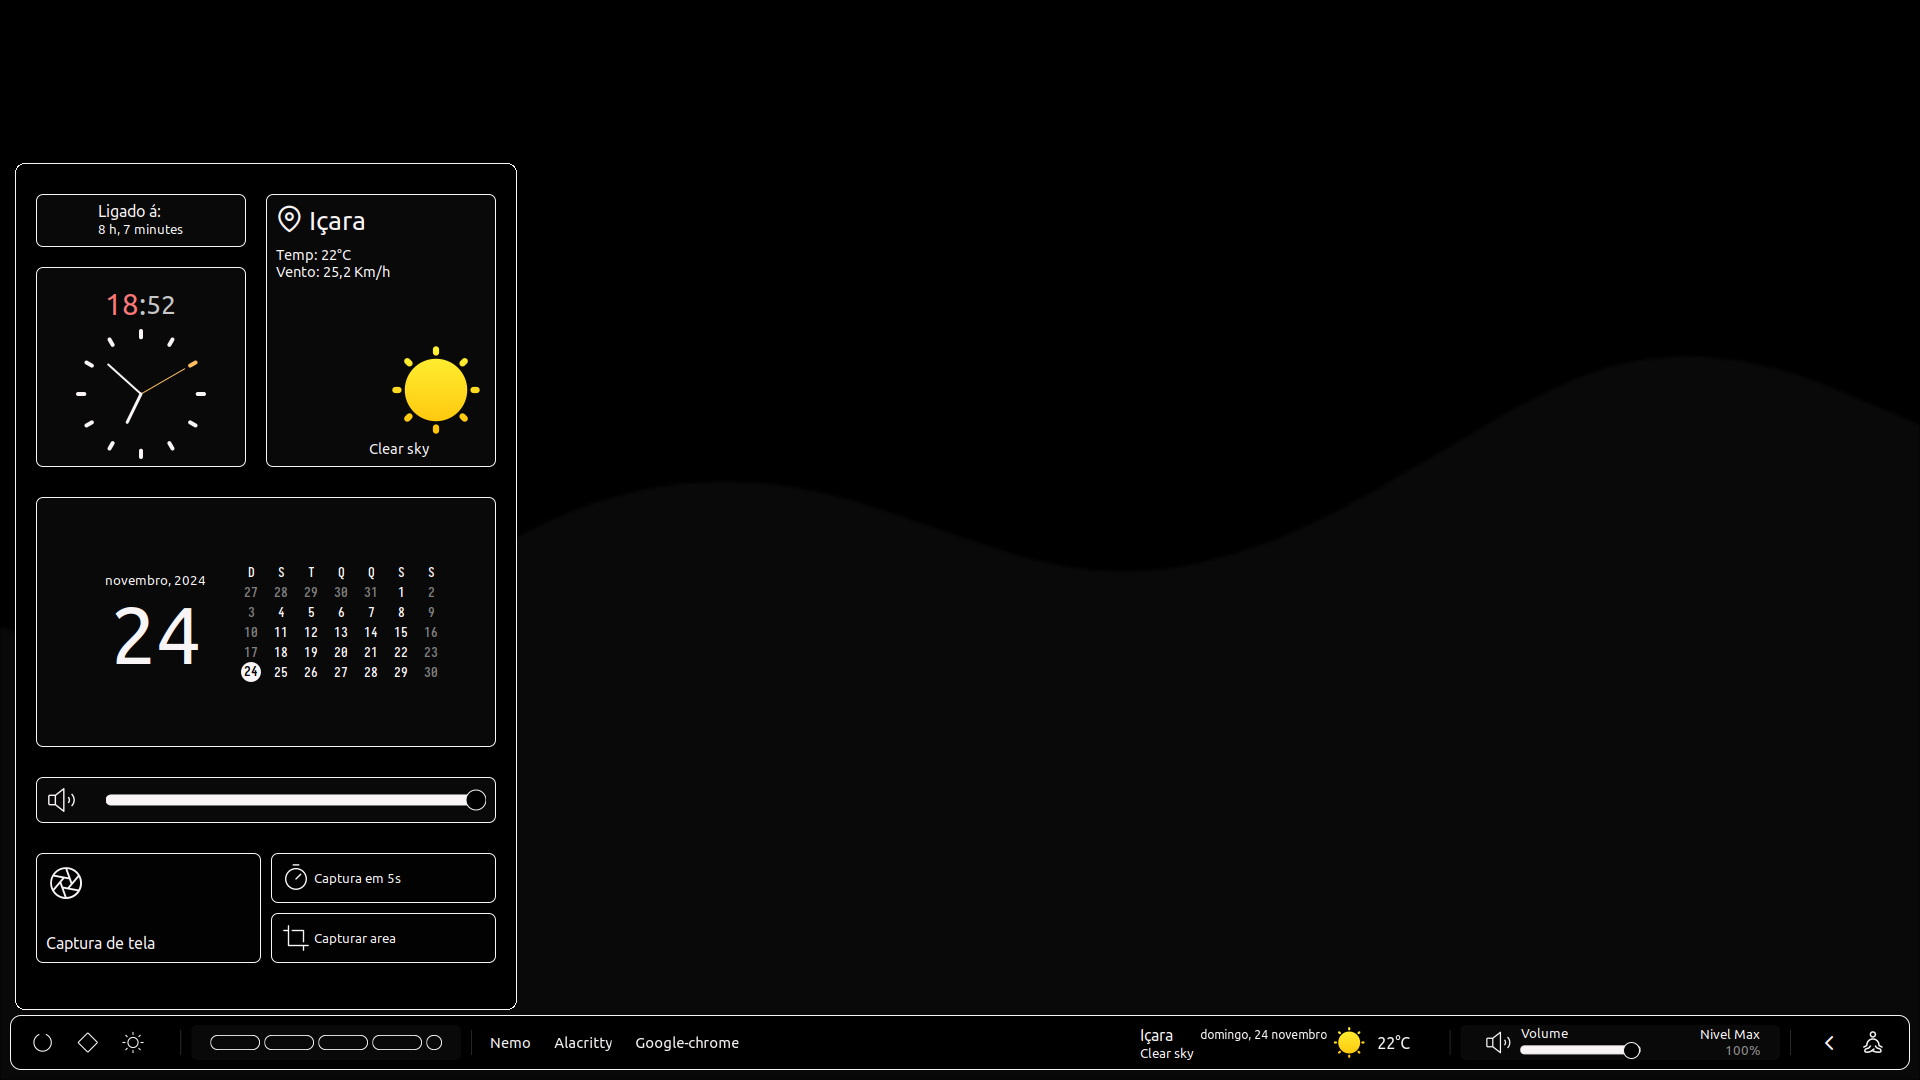 Ligado á:
8 h, 7 minutes
18:52
Içara
Temp: 22°C
Vento: 25,2 Km/h
Clear sky
novembro, 2024
24
D S T Q Q S S
27 28 29 30 31 1 2
3 4 5 6 7 8 9
10 11 12 13 14 15 16
17 18 19 20 21 22 23
24 25 26 27 28 29 30
Captura de tela
Captura em 5s
Capturar area
Nemo Alacritty Google-chrome
Içara
Clear sky
domingo, 24 novembro
22°C
Volume
Nivel Max
100%